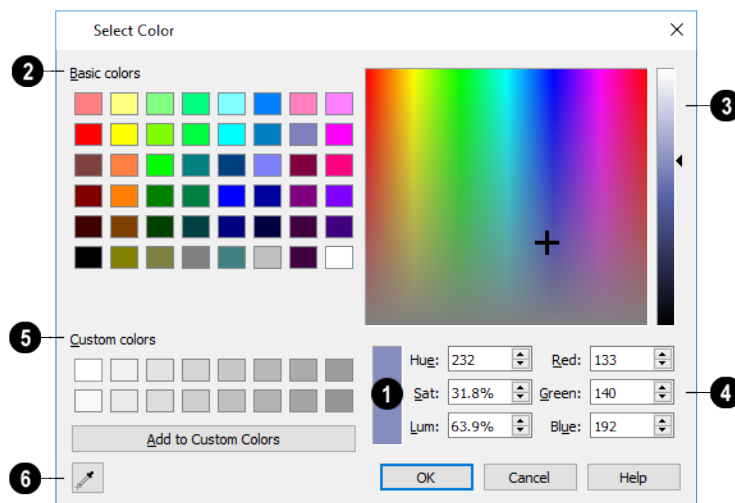 Select Color
2
Basic colors
3
5
Custom colors
1
Hue: 232 Red: 133
Sat: 31.8% Green: 140
4
Lum: 63.9% Blue: 192
Add to Custom Colors
6
OK Cancel Help